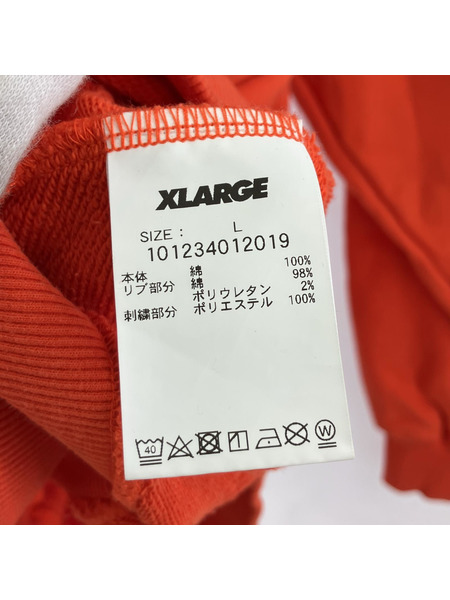 XLARGE
SIZE: L
101234012019
本体 綿 100%
リブ部分 綿 98%
ポリウレタン 2%
刺繍部分 ポリエステル 100%
40 W